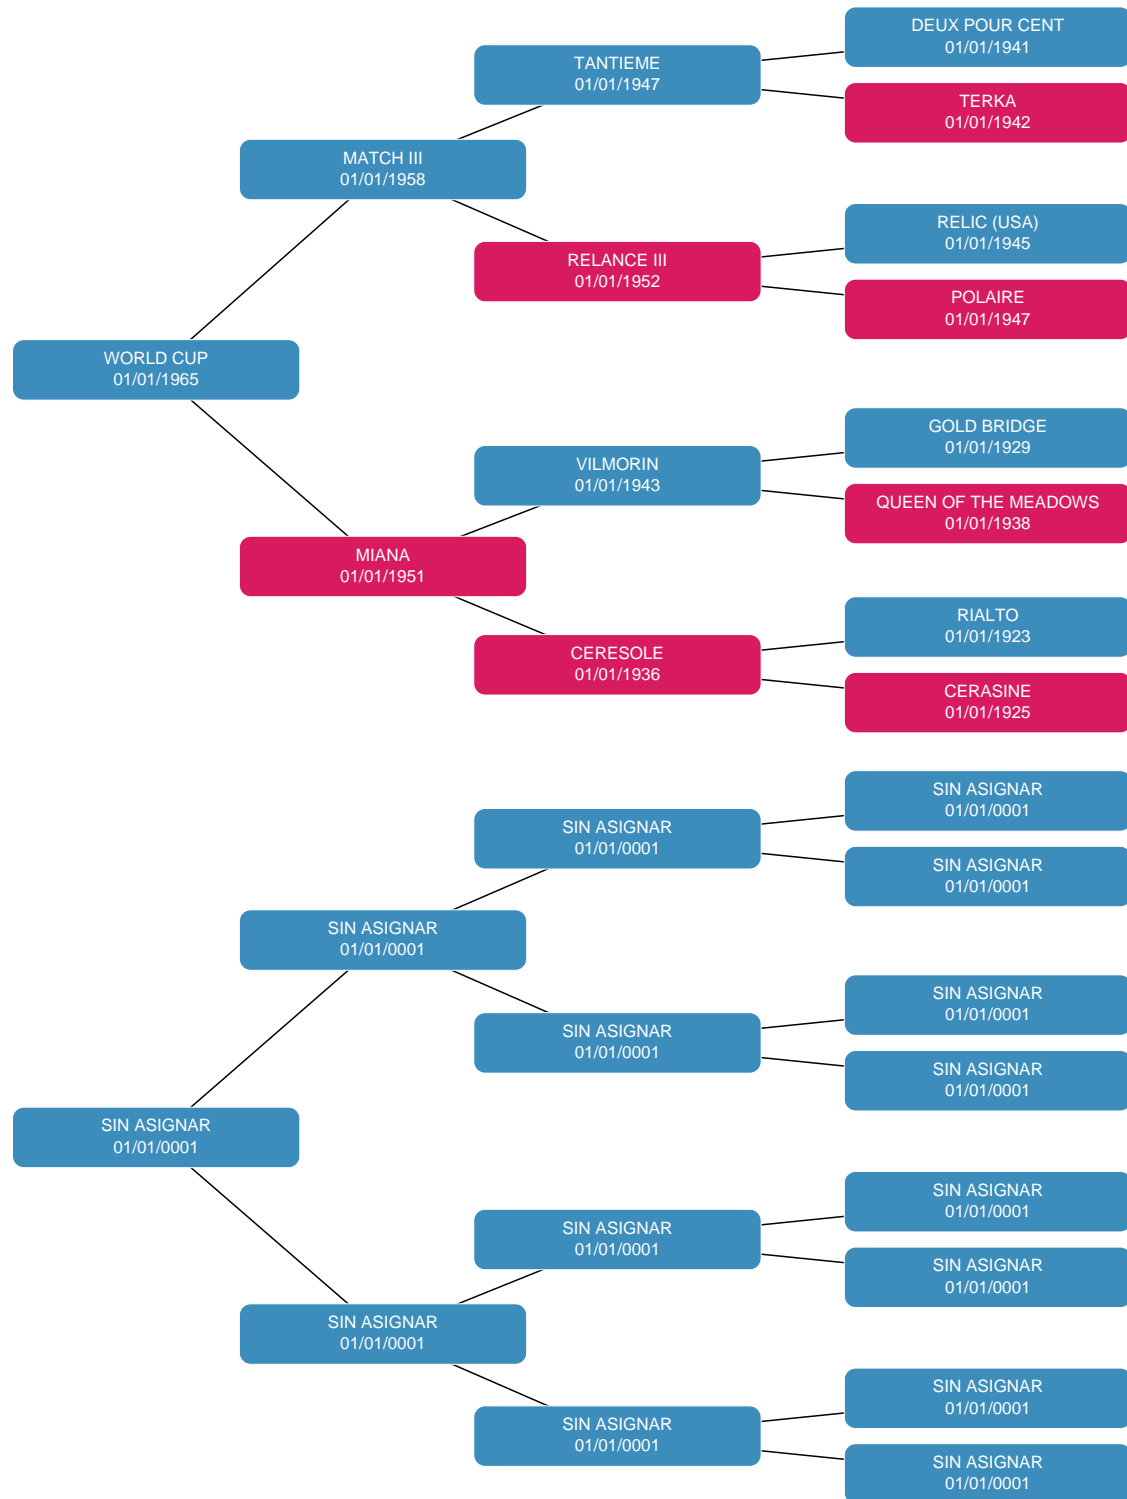 DEUX POUR CENT
01/01/1941
TANTIEME
01/01/1947
TERKA
01/01/1942
MATCH III
01/01/1958
RELIC (USA)
01/01/1945
RELANCE III
01/01/1952
POLAIRE
01/01/1947
WORLD CUP
01/01/1965
GOLD BRIDGE
01/01/1929
VILMORIN
01/01/1943
QUEEN OF THE MEADOWS
01/01/1938
MIANA
01/01/1951
RIALTO
01/01/1923
CERESOLE
01/01/1936
CERASINE
01/01/1925
SIN ASIGNAR
01/01/0001
SIN ASIGNAR
01/01/0001
SIN ASIGNAR
01/01/0001
SIN ASIGNAR
01/01/0001
SIN ASIGNAR
01/01/0001
SIN ASIGNAR
01/01/0001
SIN ASIGNAR
01/01/0001
SIN ASIGNAR
01/01/0001
SIN ASIGNAR
01/01/0001
SIN ASIGNAR
01/01/0001
SIN ASIGNAR
01/01/0001
SIN ASIGNAR
01/01/0001
SIN ASIGNAR
01/01/0001
SIN ASIGNAR
01/01/0001
SIN ASIGNAR
01/01/0001